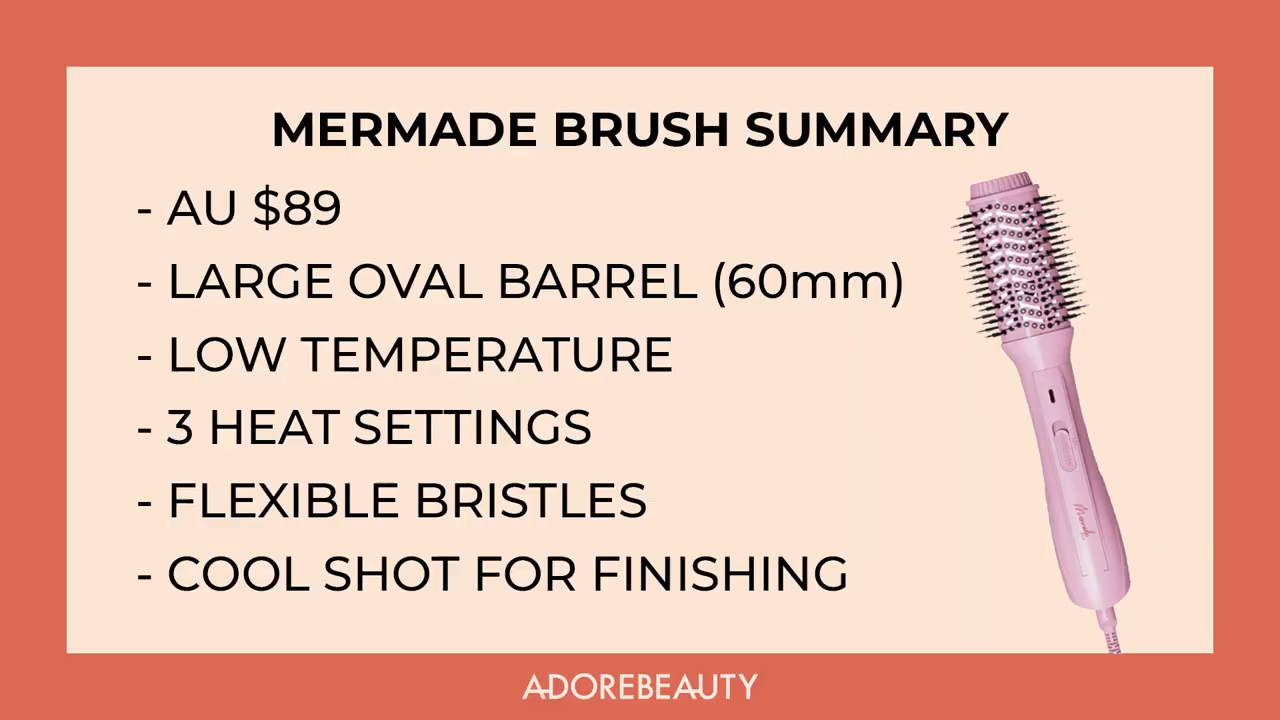 MERMADE BRUSH SUMMARY
- AU $89
- LARGE OVAL BARREL (60mm)
- LOW TEMPERATURE
- 3 HEAT SETTINGS
- FLEXIBLE BRISTLES
- COOL SHOT FOR FINISHING
ADOREBEAUTY